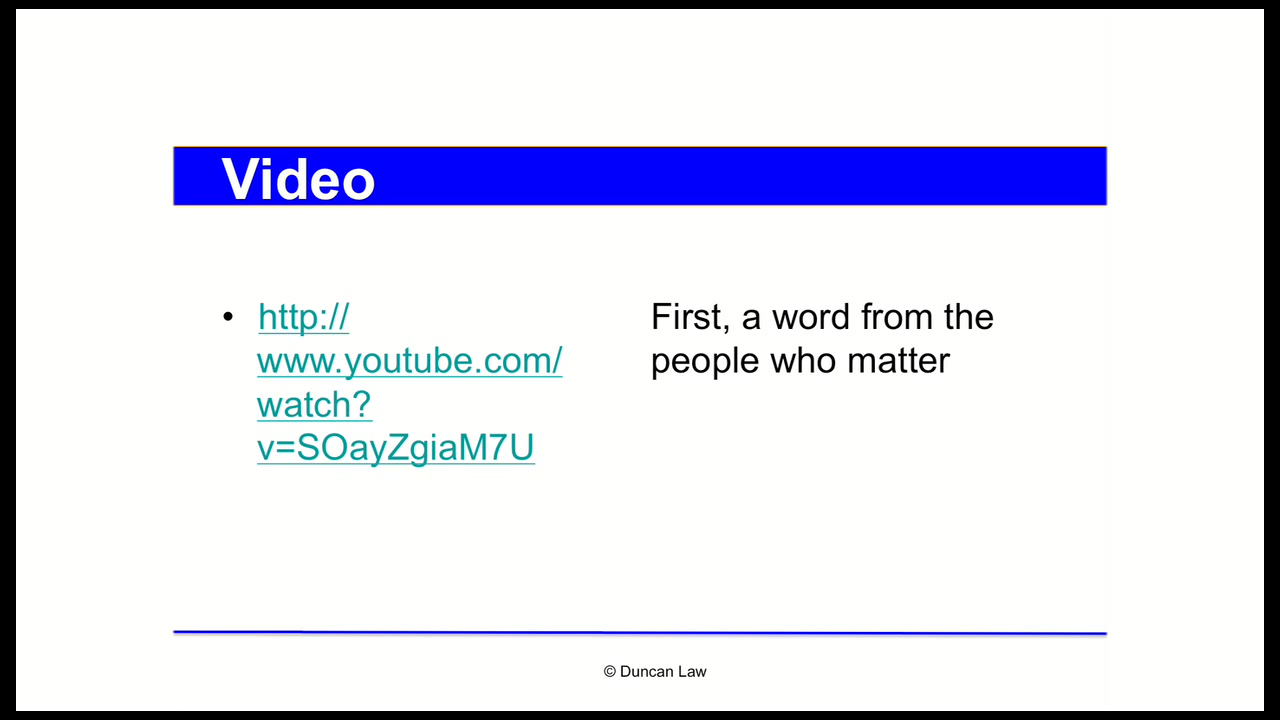 Video
• http://
www.youtube.com/
watch?
v=SOayZgiaM7U
First, a word from the
people who matter
© Duncan Law